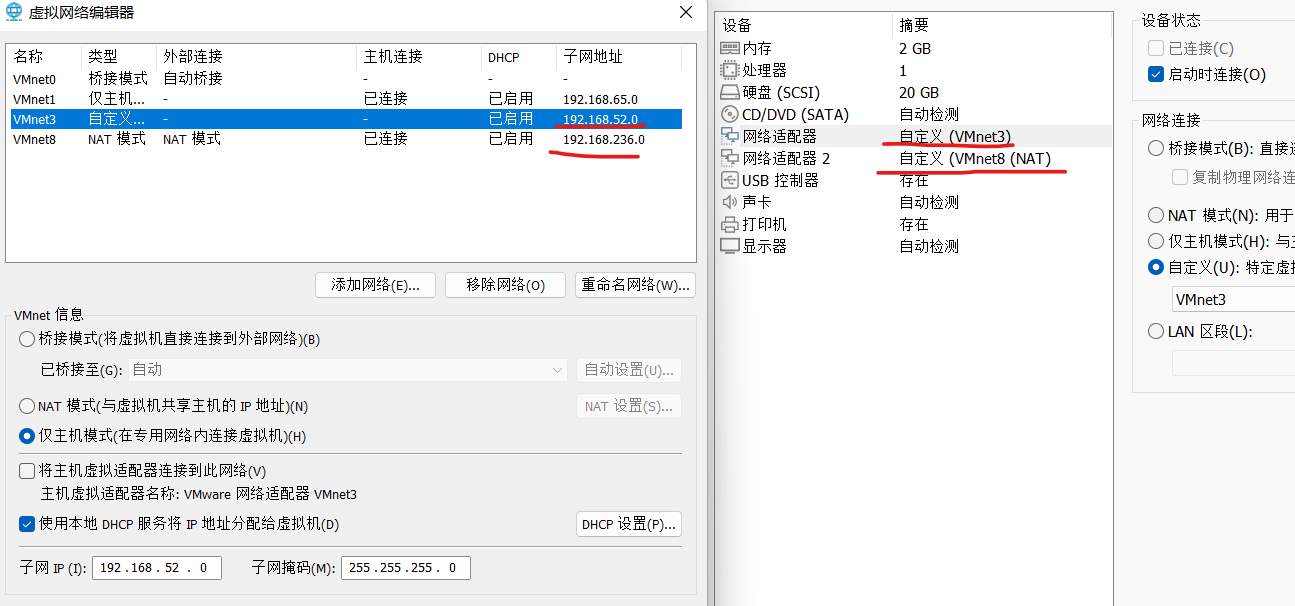 虚拟网络编辑器
名称 类型 外部连接 主机连接 DHCP 子网地址
VMnet0 桥接模式 自动桥接 - - -
VMnet1 仅主机... - 已连接 已启用 192.168.65.0
VMnet3 自定义... - - 已启用 192.168.52.0
VMnet8 NAT 模式 NAT 模式 已连接 已启用 192.168.236.0
添加网络(E)... 移除网络(O) 重命名网络(W)...
VMnet 信息
桥接模式(将虚拟机直接连接到外部网络)(B)
已桥接至(G): 自动 自动设置(U)...
NAT 模式(与虚拟机共享主机的 IP 地址)(N) NAT 设置(S)...
仅主机模式(在专用网络内连接虚拟机)(H)
将主机虚拟适配器连接到此网络(V)
主机虚拟适配器名称: VMware 网络适配器 VMnet3
使用本地 DHCP 服务将 IP 地址分配给虚拟机(D) DHCP 设置(P)...
子网 IP (I): 192.168.52.0 子网掩码(M): 255.255.255.0
设备 摘要
内存 2 GB
处理器 1
硬盘 (SCSI) 20 GB
CD/DVD (SATA) 自动检测
网络适配器 自定义 (VMnet3)
网络适配器 2 自定义 (VMnet8 (NAT)
USB 控制器 存在
声卡 自动检测
打印机 存在
显示器 自动检测
设备状态
已连接(C)
启动时连接(O)
网络连接
桥接模式(B): 直接
复制物理网络连
NAT 模式(N): 用于
仅主机模式(H): 与
自定义(U): 特定虚
VMnet3
LAN 区段(L):